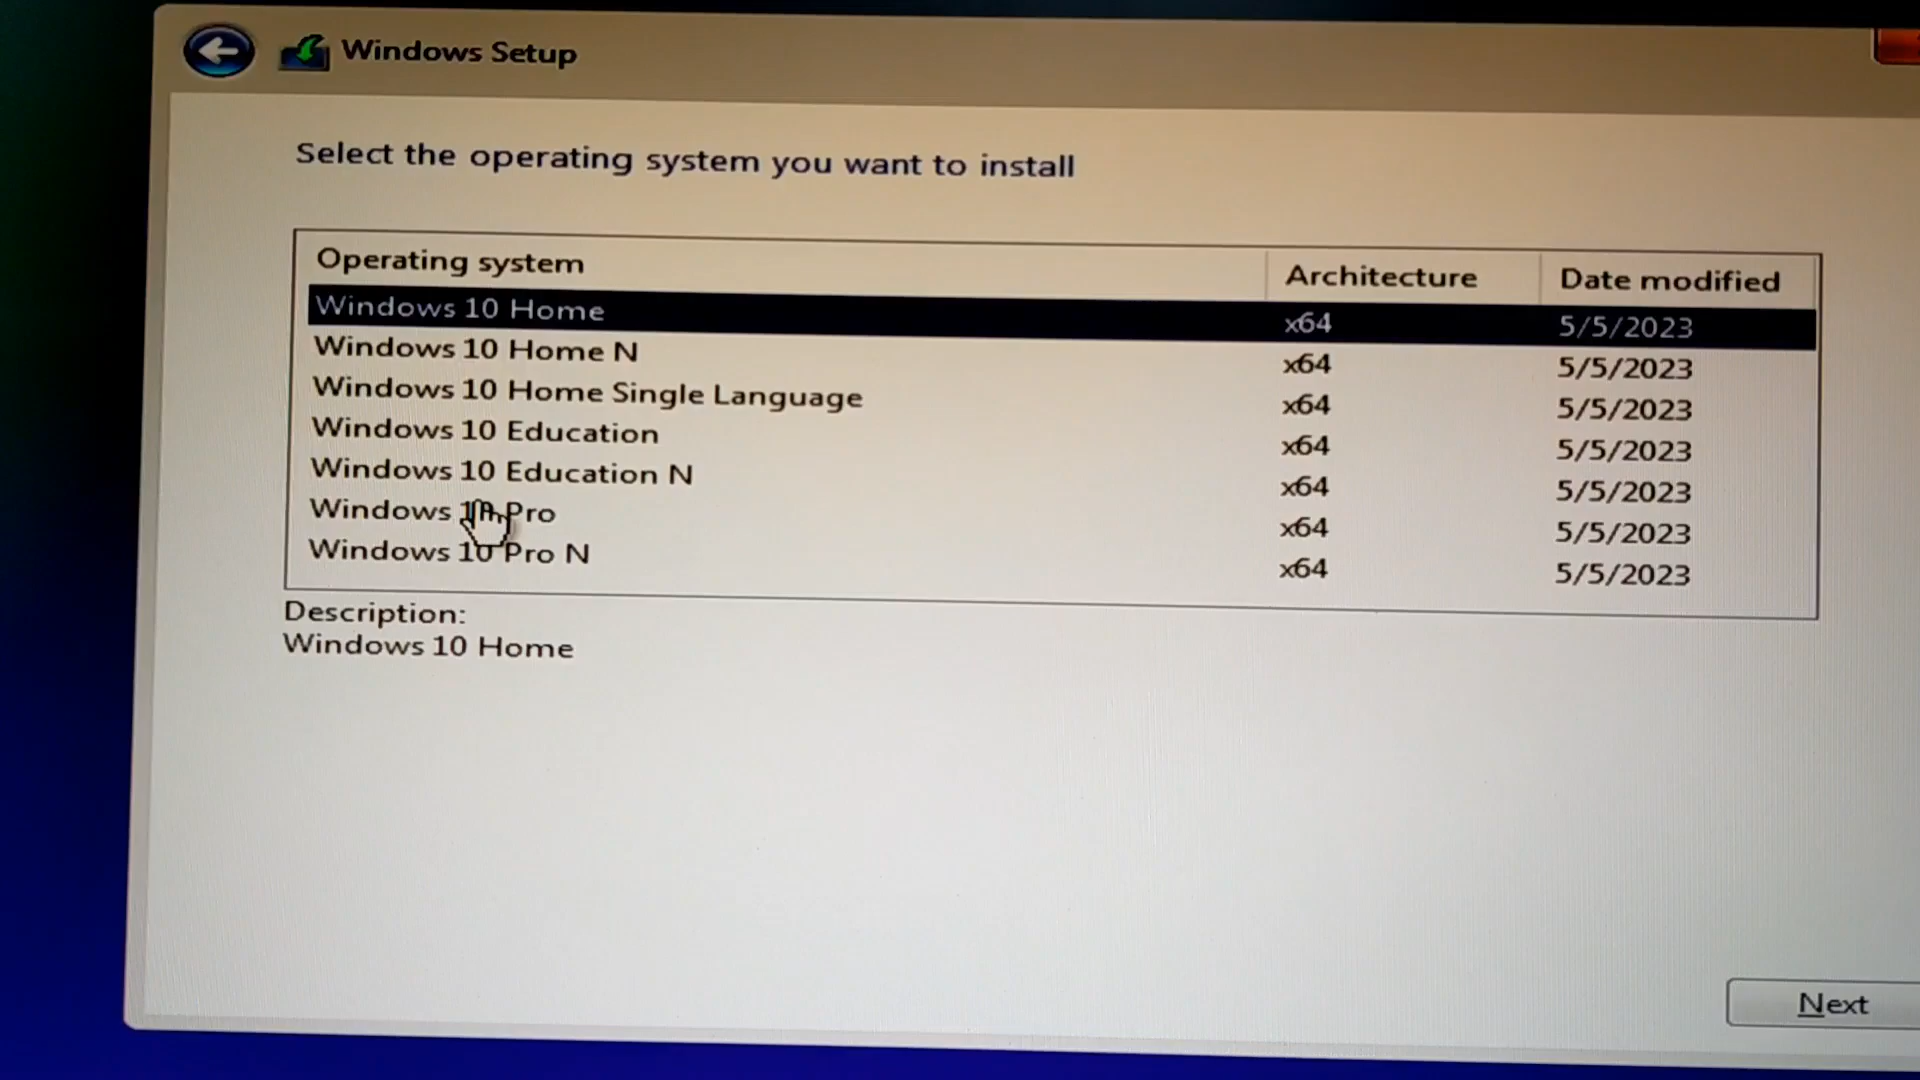 Windows Setup
Select the operating system you want to install
Operating system Architecture Date modified
Windows 10 Home x64 5/5/2023
Windows 10 Home N x64 5/5/2023
Windows 10 Home Single Language x64 5/5/2023
Windows 10 Education x64 5/5/2023
Windows 10 Education N x64 5/5/2023
Windows 10 Pro x64 5/5/2023
Windows 10 Pro N x64 5/5/2023
Description:
Windows 10 Home
Next